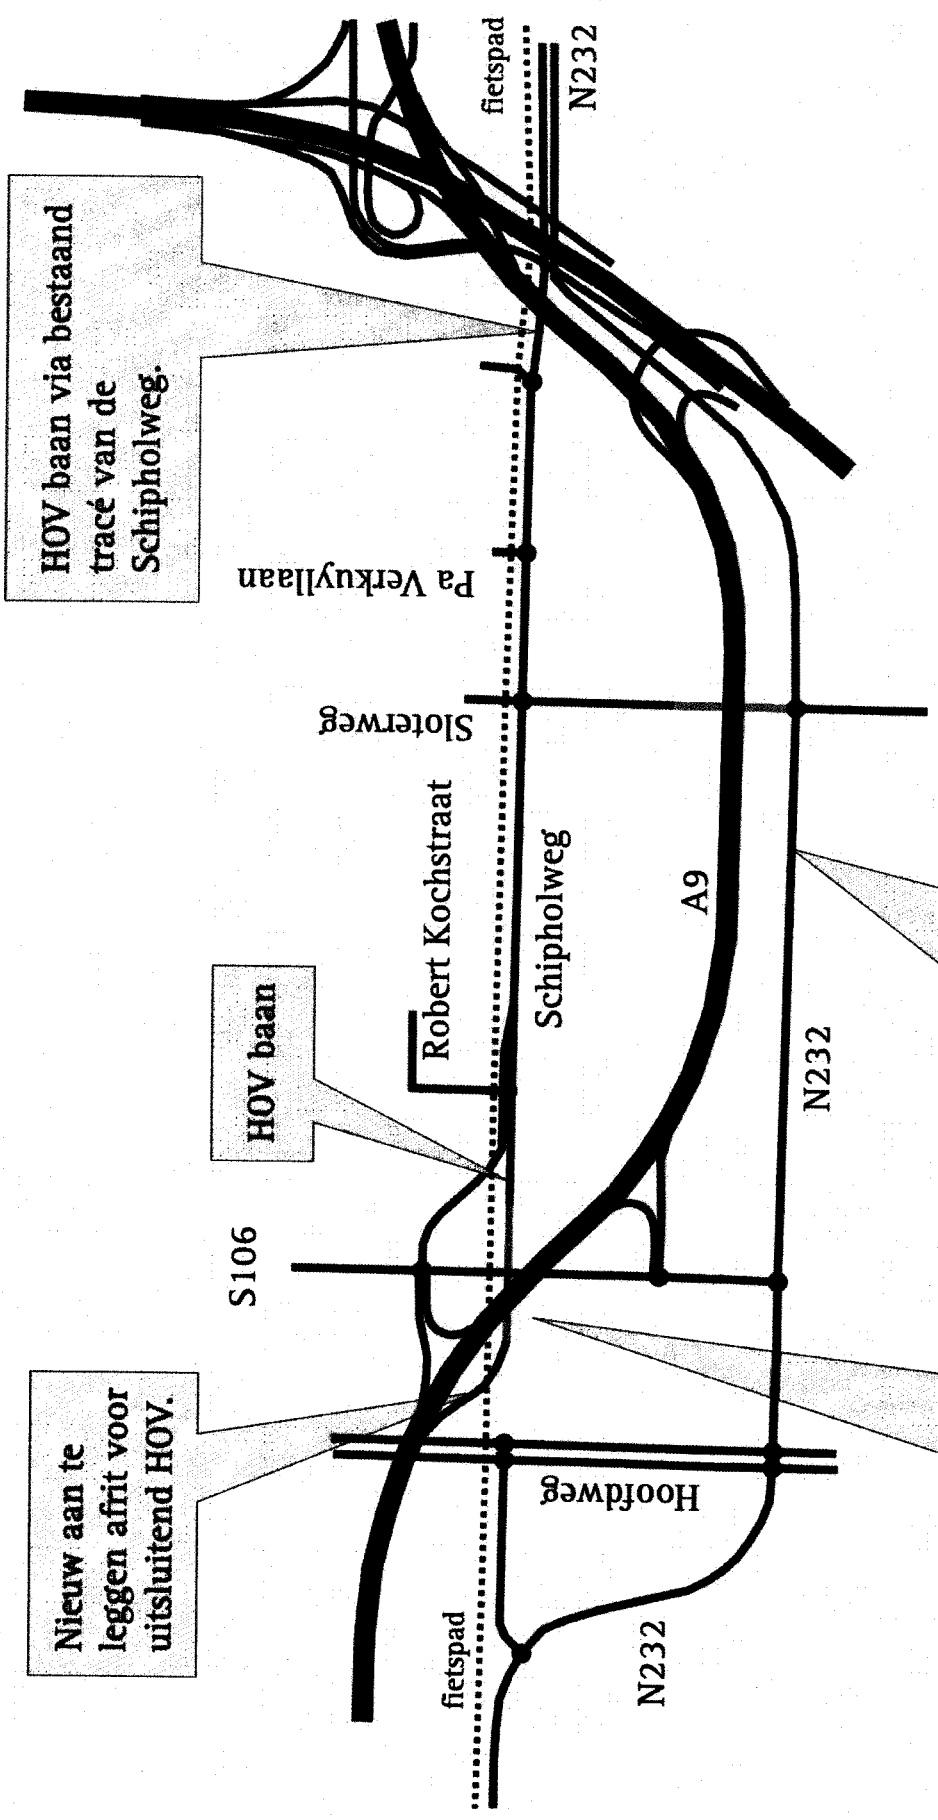 Nieuw aan te
leggen afrit voor
uitsluitend HOV.
S106
HOV baan
HOV baan via bestaand
tracé van de
Schipholweg.
Robert Kochstraat
Sloterweg
Pa Verkuyllaan
fietspad
N232
fietspad
Hoofdweg
Schipholweg
A9
N232
N232